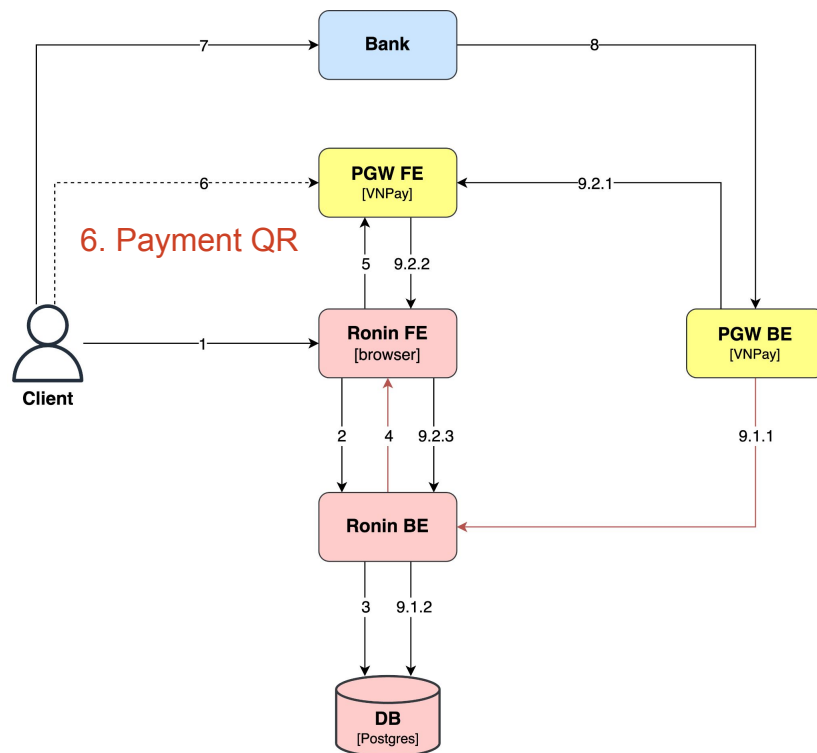 7
Bank
8
PGW FE
[VNPay]
6
9.2.1
6. Payment QR
5
9.2.2
Ronin FE
[browser]
1
PGW BE
[VNPay]
Client
2
4
9.2.3
9.1.1
Ronin BE
3
9.1.2
DB
[Postgres]